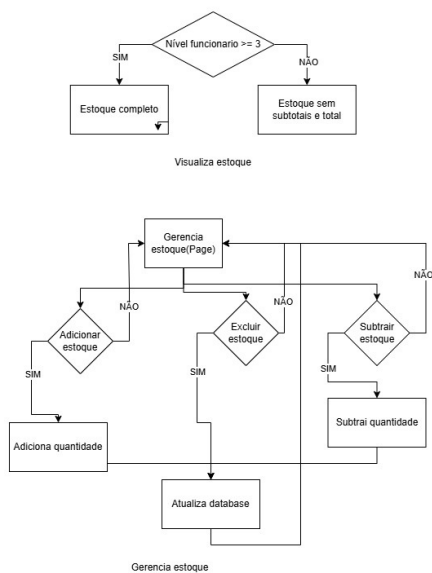 Nível funcionario >= 3
SIM
NÃO
Estoque completo
Estoque sem
subtotais e total
Visualiza estoque
Gerencia
estoque(Page)
NÃO
NÃO
NÃO
Adicionar
estoque
Excluir
estoque
Subtrair
estoque
SIM
SIM
SIM
Adiciona quantidade
Subtrai quantidade
Atualiza database
Gerencia estoque